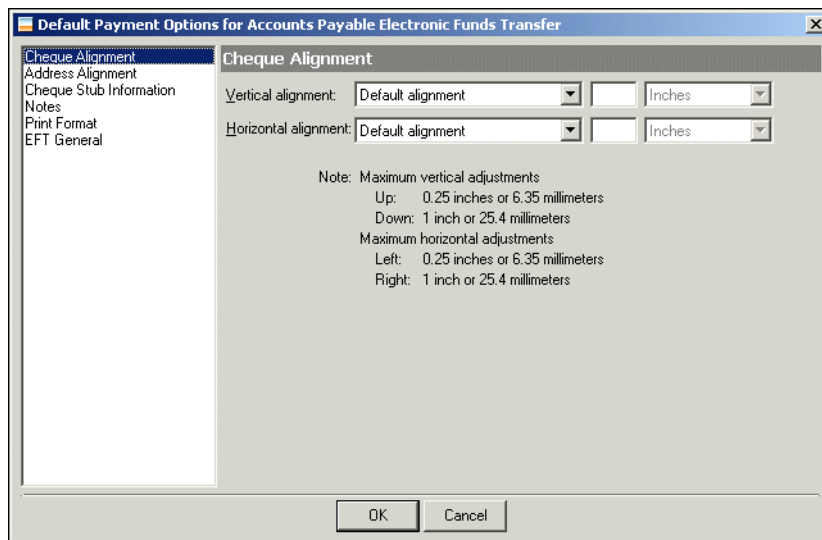 Default Payment Options for Accounts Payable Electronic Funds Transfer
Cheque Alignment
Address Alignment
Cheque Stub Information
Notes
Print Format
EFT General
Cheque Alignment
Vertical alignment: Default alignment Inches
Horizontal alignment: Default alignment Inches
Note: Maximum vertical adjustments
Up: 0.25 inches or 6.35 millimeters
Down: 1 inch or 25.4 millimeters
Maximum horizontal adjustments
Left: 0.25 inches or 6.35 millimeters
Right: 1 inch or 25.4 millimeters
OK Cancel